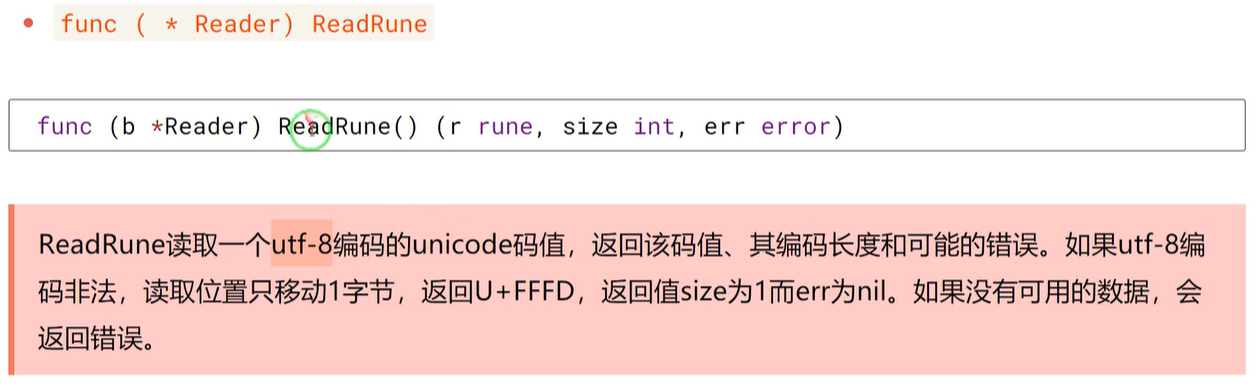 func ( * Reader) ReadRune
func (b *Reader) ReadRune() (r rune, size int, err error)
ReadRune读取一个utf-8编码的unicode码值，返回该码值、其编码长度和可能的错误。如果utf-8编
码非法，读取位置只移动1字节，返回U+FFFD，返回值size为1而err为nil。如果没有可用的数据，会
返回错误。